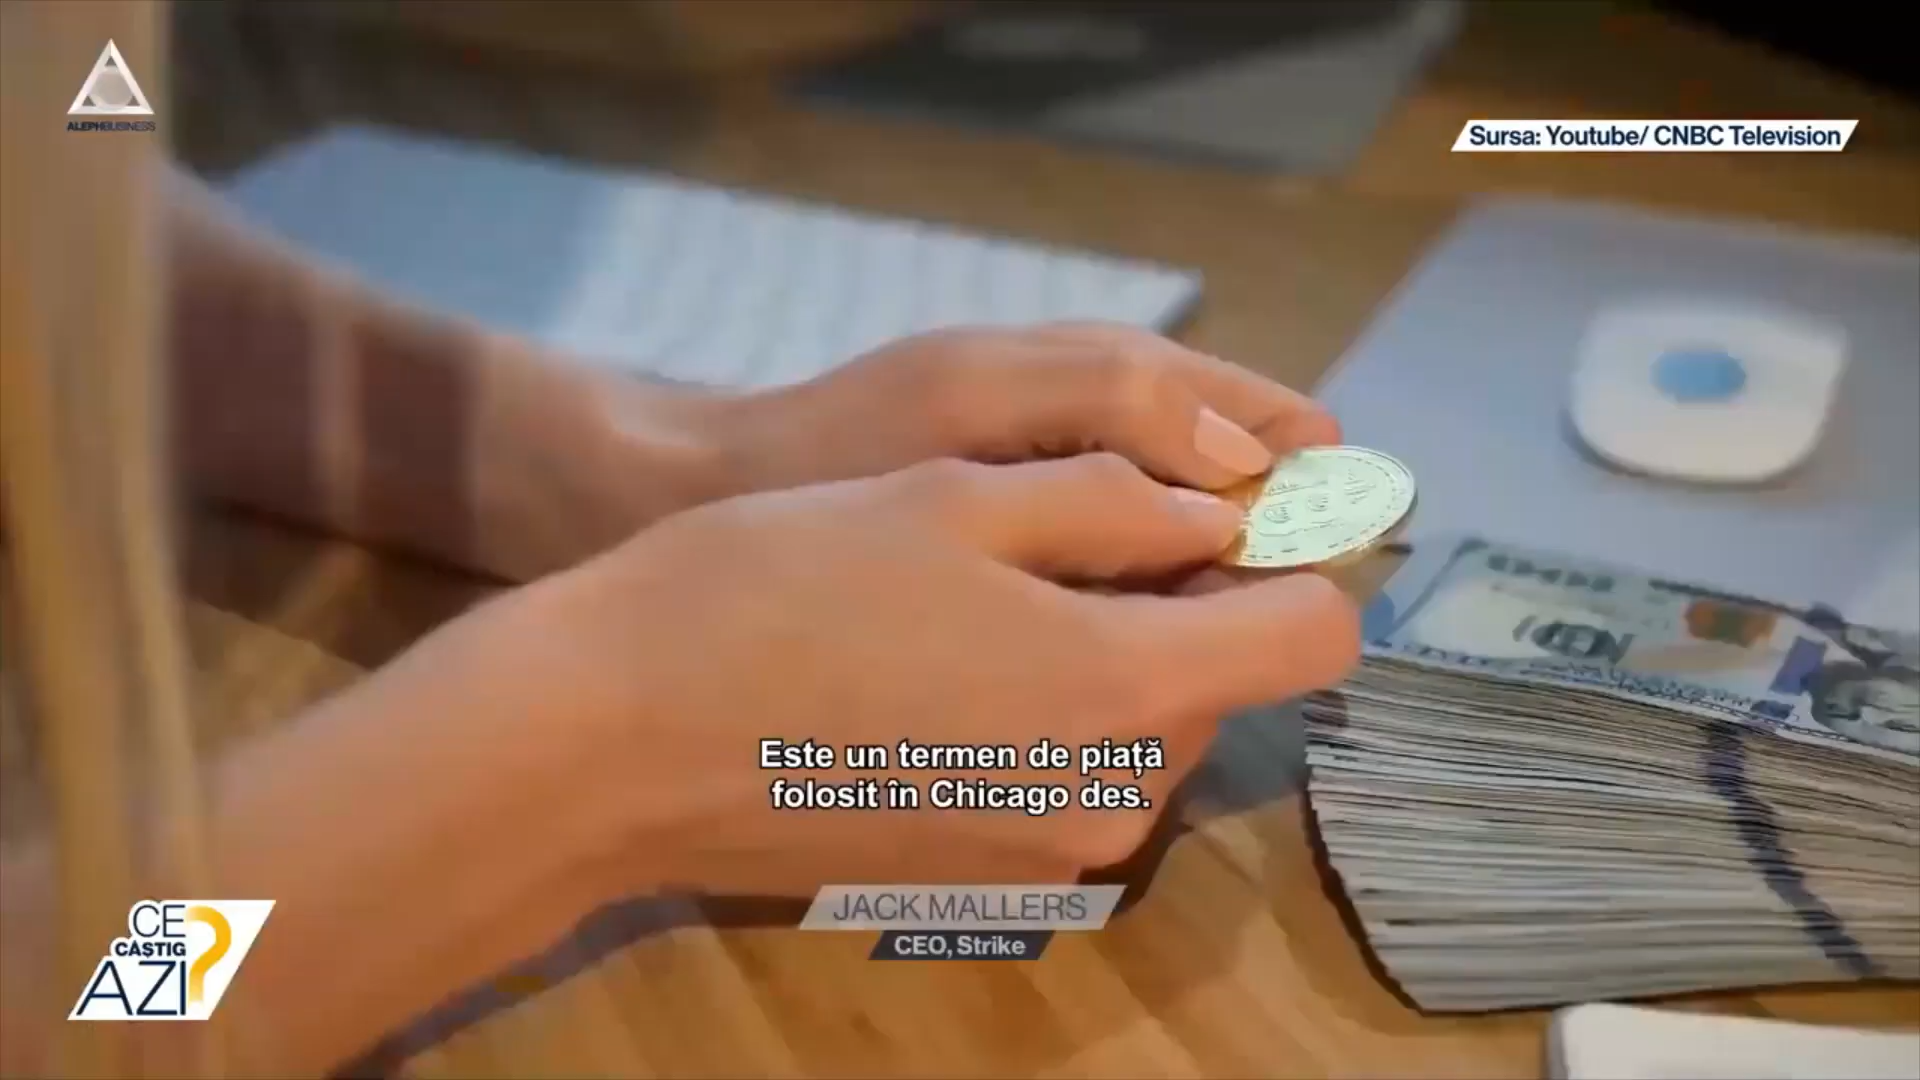 ALEPHBUSINESS
Sursa: Youtube/ CNBC Television
Este un termen de piață
folosit în Chicago des.
JACK MALLERS
CEO, Strike
CE
CÂȘTIG
AZI?